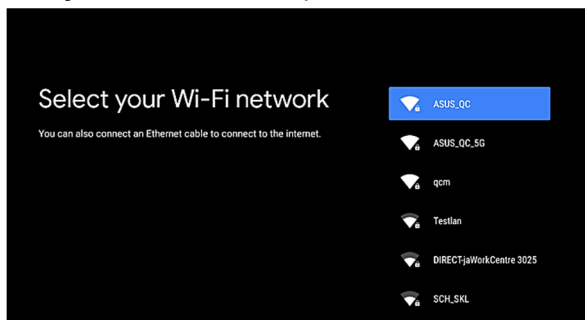 Select your Wi-Fi network
You can also connect an Ethernet cable to connect to the internet.
ASUS_QC
ASUS_QC_5G
qcm
Testlan
DIRECT-jaWorkCentre 3025
SCH_SKL